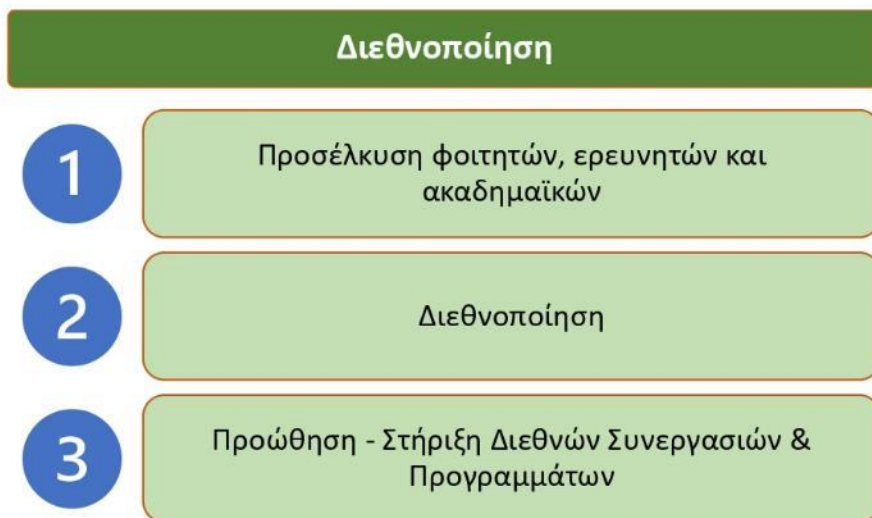 Διεθνοποίηση
1
Προσέλκυση φοιτητών, ερευνητών και
ακαδημαϊκών
2
Διεθνοποίηση
3
Προώθηση - Στήριξη Διεθνών Συνεργασιών &
Προγραμμάτων